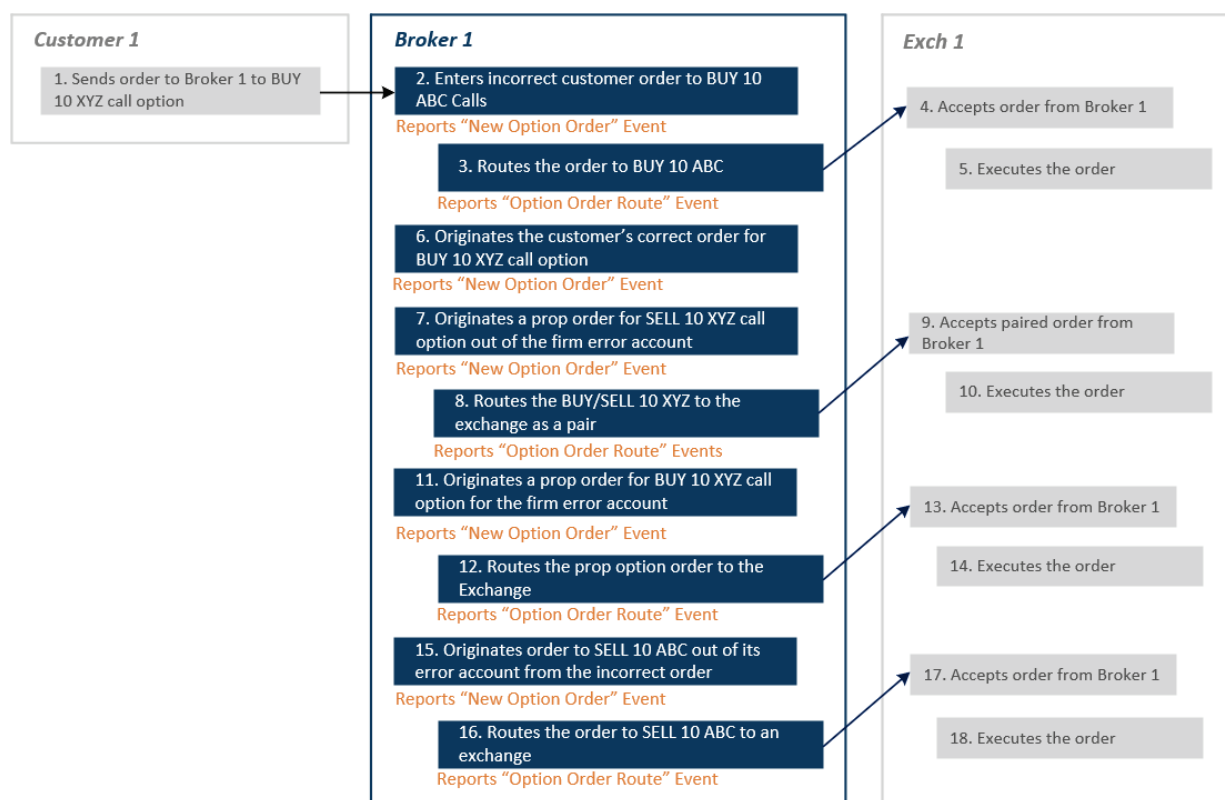 Customer 1
1. Sends order to Broker 1 to BUY
10 XYZ call option
Broker 1
2. Enters incorrect customer order to BUY 10
ABC Calls
Reports “New Option Order” Event
3. Routes the order to BUY 10 ABC
Reports “Option Order Route” Event
Exch 1
4. Accepts order from Broker 1
5. Executes the order
6. Originates the customer’s correct order for
BUY 10 XYZ call option
Reports “New Option Order” Event
7. Originates a prop order for SELL 10 XYZ call
option out of the firm error account
Reports “New Option Order” Event
8. Routes the BUY/SELL 10 XYZ to the
exchange as a pair
Reports “Option Order Route” Events
9. Accepts paired order from
Broker 1
10. Executes the order
11. Originates a prop order for BUY 10 XYZ call
option for the firm error account
Reports “New Option Order” Event
12. Routes the prop option order to the
Exchange
Reports “Option Order Route” Event
13. Accepts order from Broker 1
14. Executes the order
15. Originates order to SELL 10 ABC out of its
error account from the incorrect order
Reports “New Option Order” Event
16. Routes the order to SELL 10 ABC to an
exchange
Reports “Option Order Route” Event
17. Accepts order from Broker 1
18. Executes the order